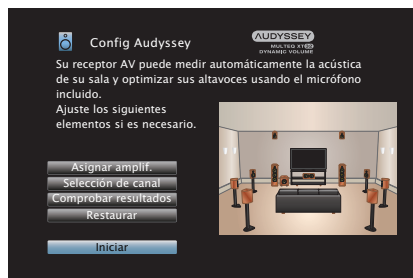 Config Audyssey
AUDYSSEY
MULTEQ XT32
DYNAMIC VOLUME
Su receptor AV puede medir automáticamente la acústica
de su sala y optimizar sus altavoces usando el micrófono
incluido.
Ajuste los siguientes
elementos si es necesario.
Asignar amplif.
Selección de canal
Comprobar resultados
Restaurar
Iniciar